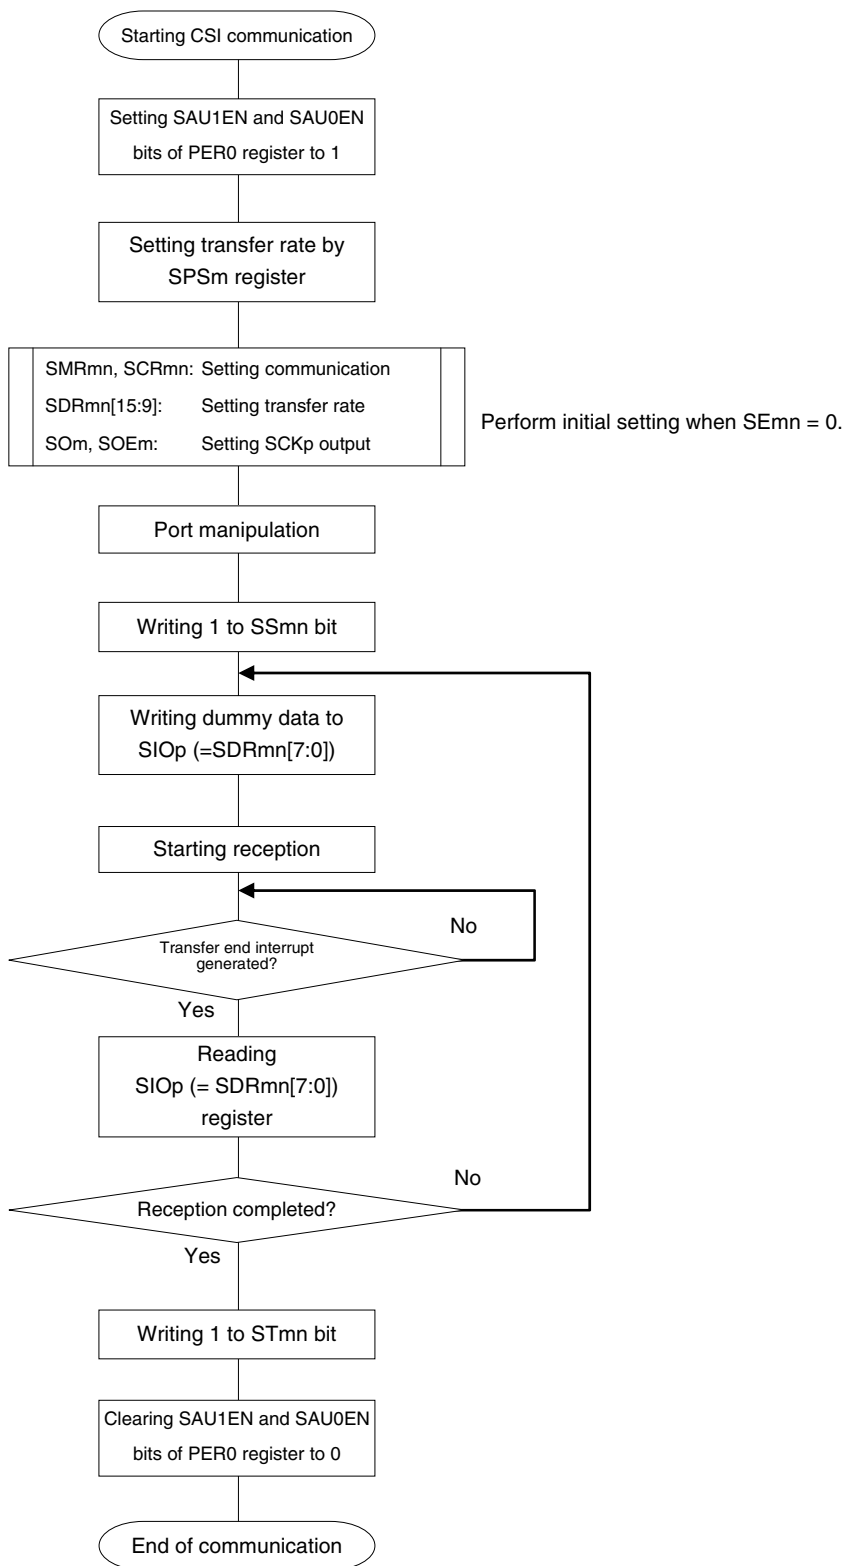 Starting CSI communication
Setting SAU1EN and SAU0EN
bits of PER0 register to 1
Setting transfer rate by
SPSm register
SMRmn, SCRmn: Setting communication
SDRmn[15:9]: Setting transfer rate
SOm, SOEm: Setting SCKp output
Perform initial setting when SEmn = 0.
Port manipulation
Writing 1 to SSmn bit
Writing dummy data to
SIOp (=SDRmn[7:0])
Starting reception
No
Transfer end interrupt
generated?
Yes
Reading
SIOp (= SDRmn[7:0])
register
No
Reception completed?
Yes
Writing 1 to STmn bit
Clearing SAU1EN and SAU0EN
bits of PER0 register to 0
End of communication